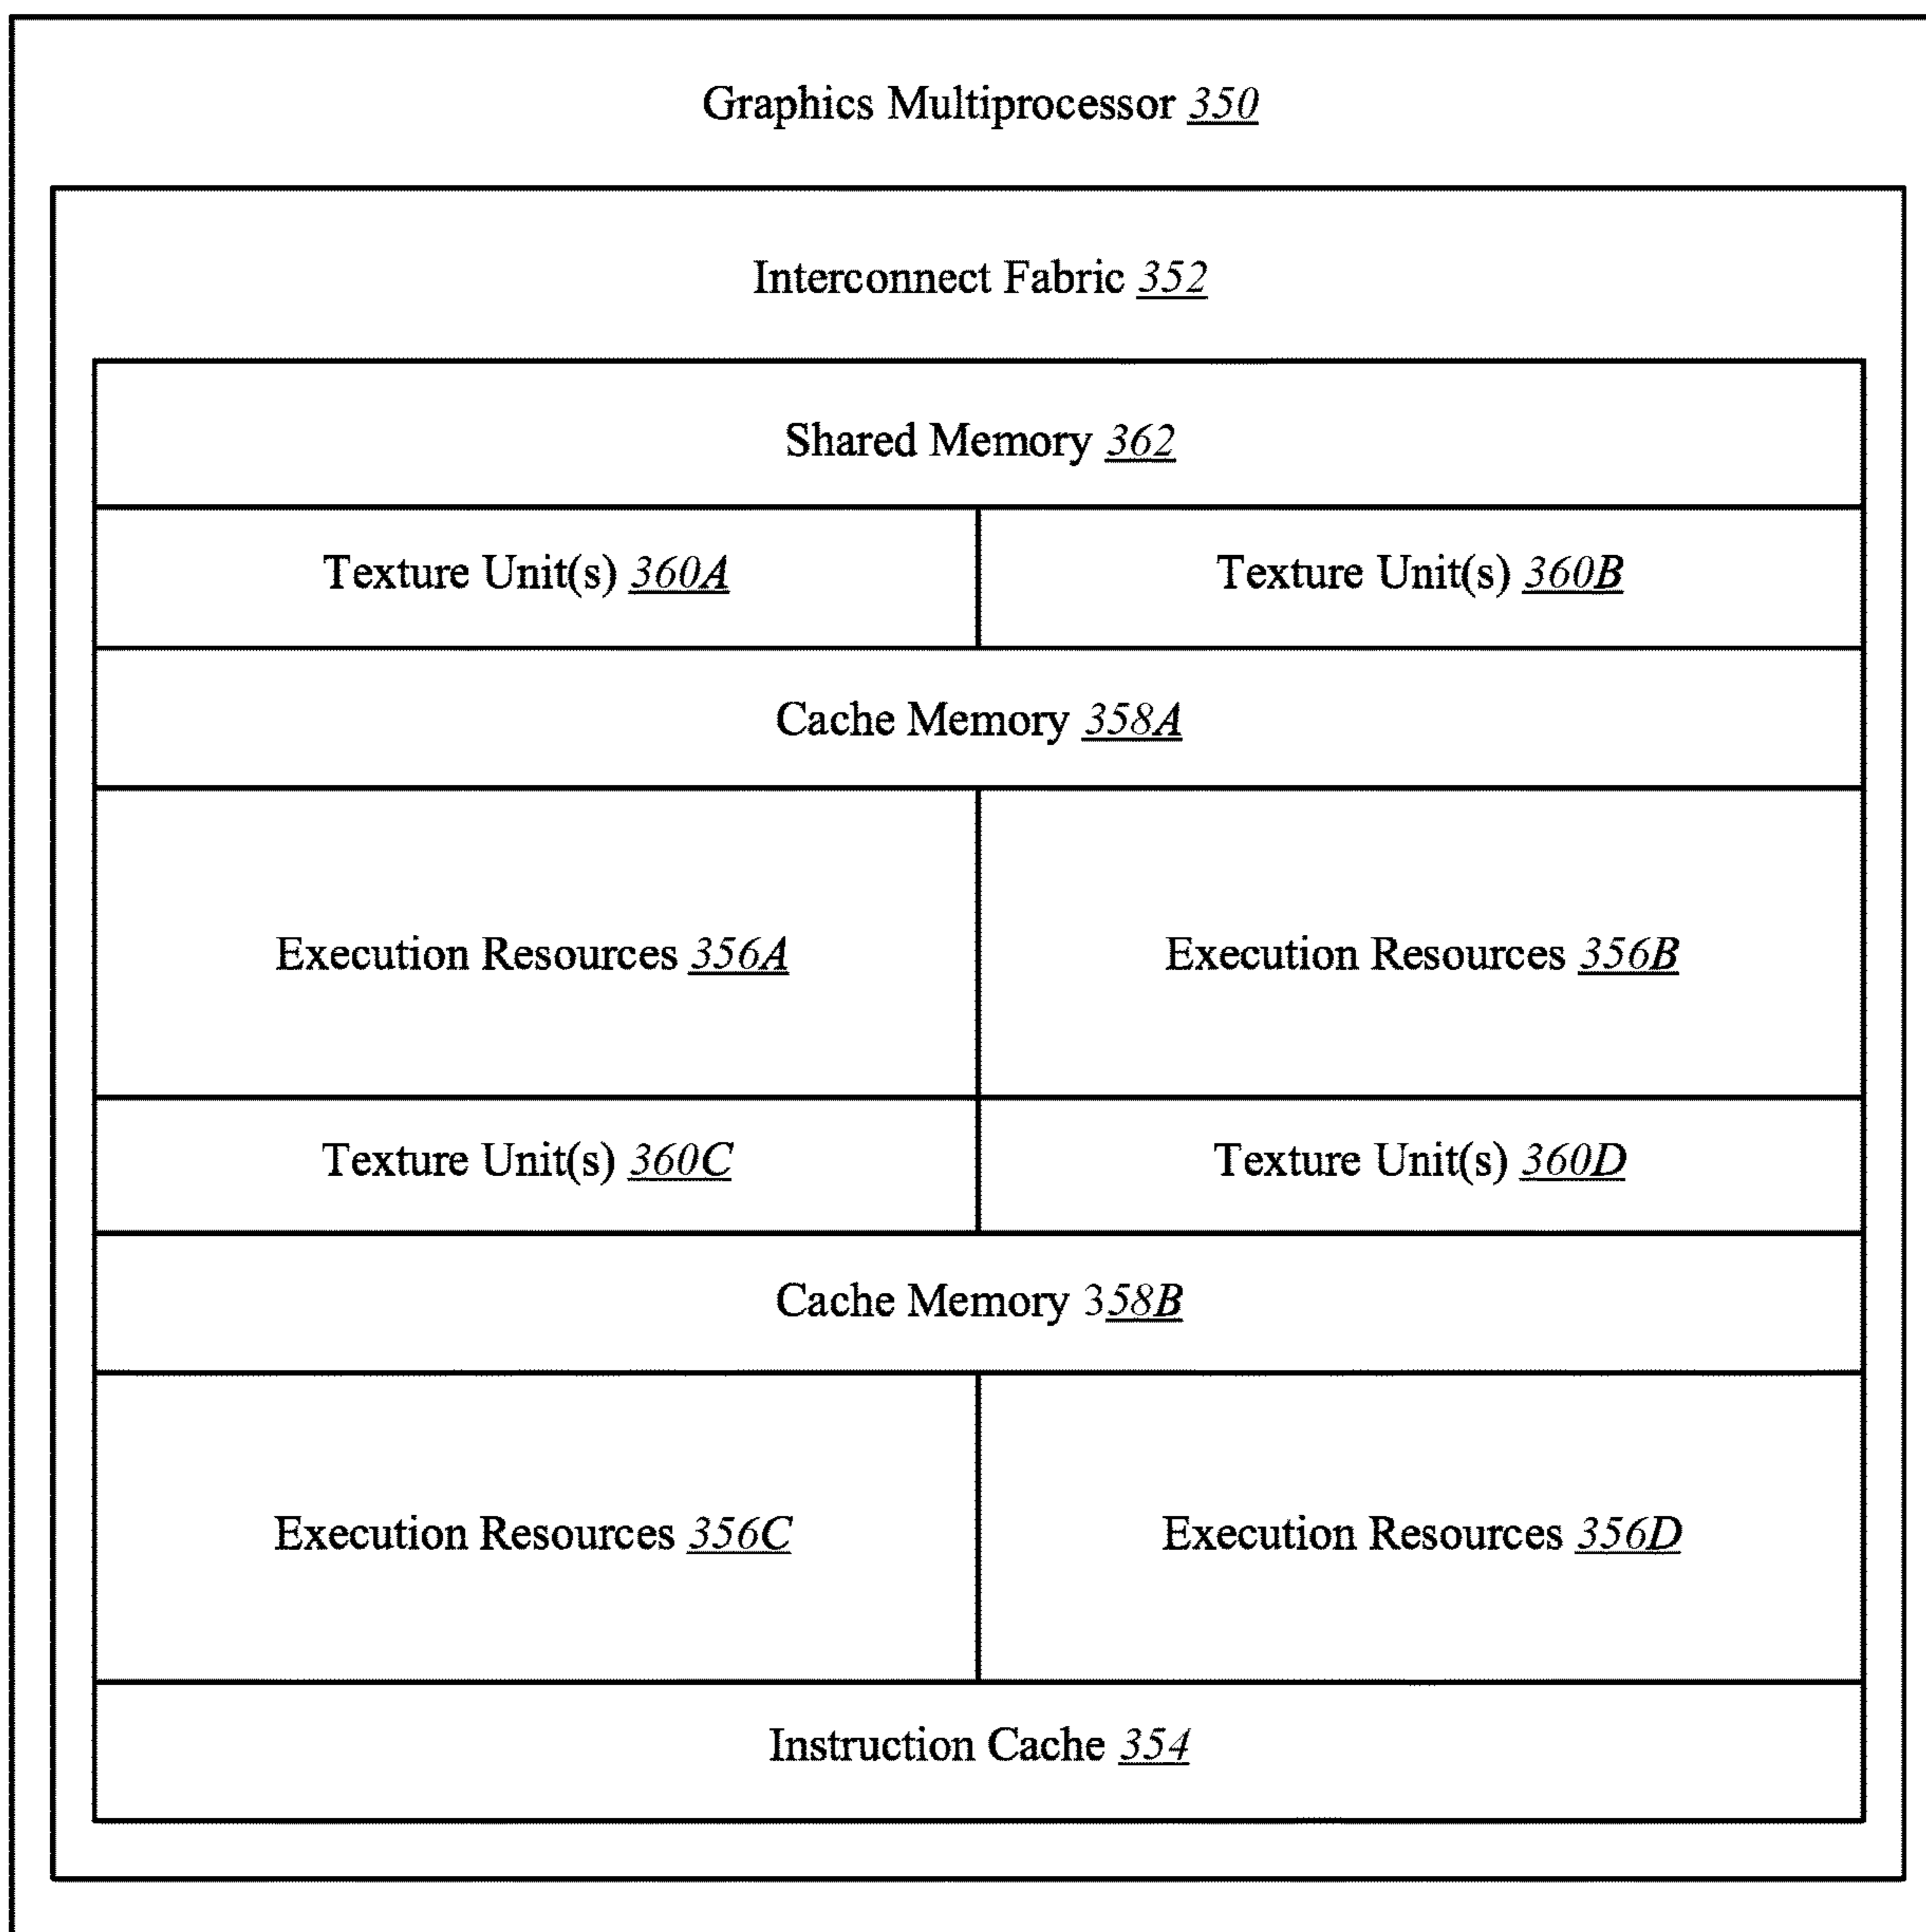 Graphics Multiprocessor 350
Interconnect Fabric 352
Shared Memory 362
Texture Unit(s) 360A
Texture Unit(s) 360B
Cache Memory 358A
Execution Resources 356A
Execution Resources 356B
Texture Unit(s) 360C
Texture Unit(s) 360D
Cache Memory 358B
Execution Resources 356C
Execution Resources 356D
Instruction Cache 354